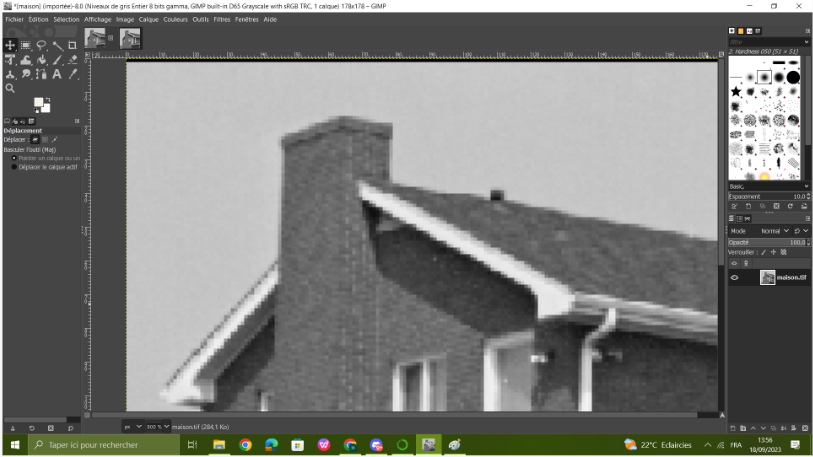 *[maison] (importée)-8.0 (Niveaux de gris Entier 8 bits gamma, GIMP built-in D65 Grayscale with sRGB TRC, 1 calque) 178x178 – GIMP
Fichier Édition Sélection Affichage Image Calque Couleurs Outils Filtres Fenêtres Aide
2. Hardness 050 (51 × 51)
Déplacement
Déplacer :
Basculer l'outil (Maj)
Pointer un calque ou un
Déplacer le calque actif
Basic,
Espacement 10,0
Mode Normal
Opacité 100,0
Verrouiller :
maison.tif
px 300 % maison.tif (284,1 Ko)
Taper ici pour rechercher
22°C Eclaircies
FRA
13:56
18/09/2023